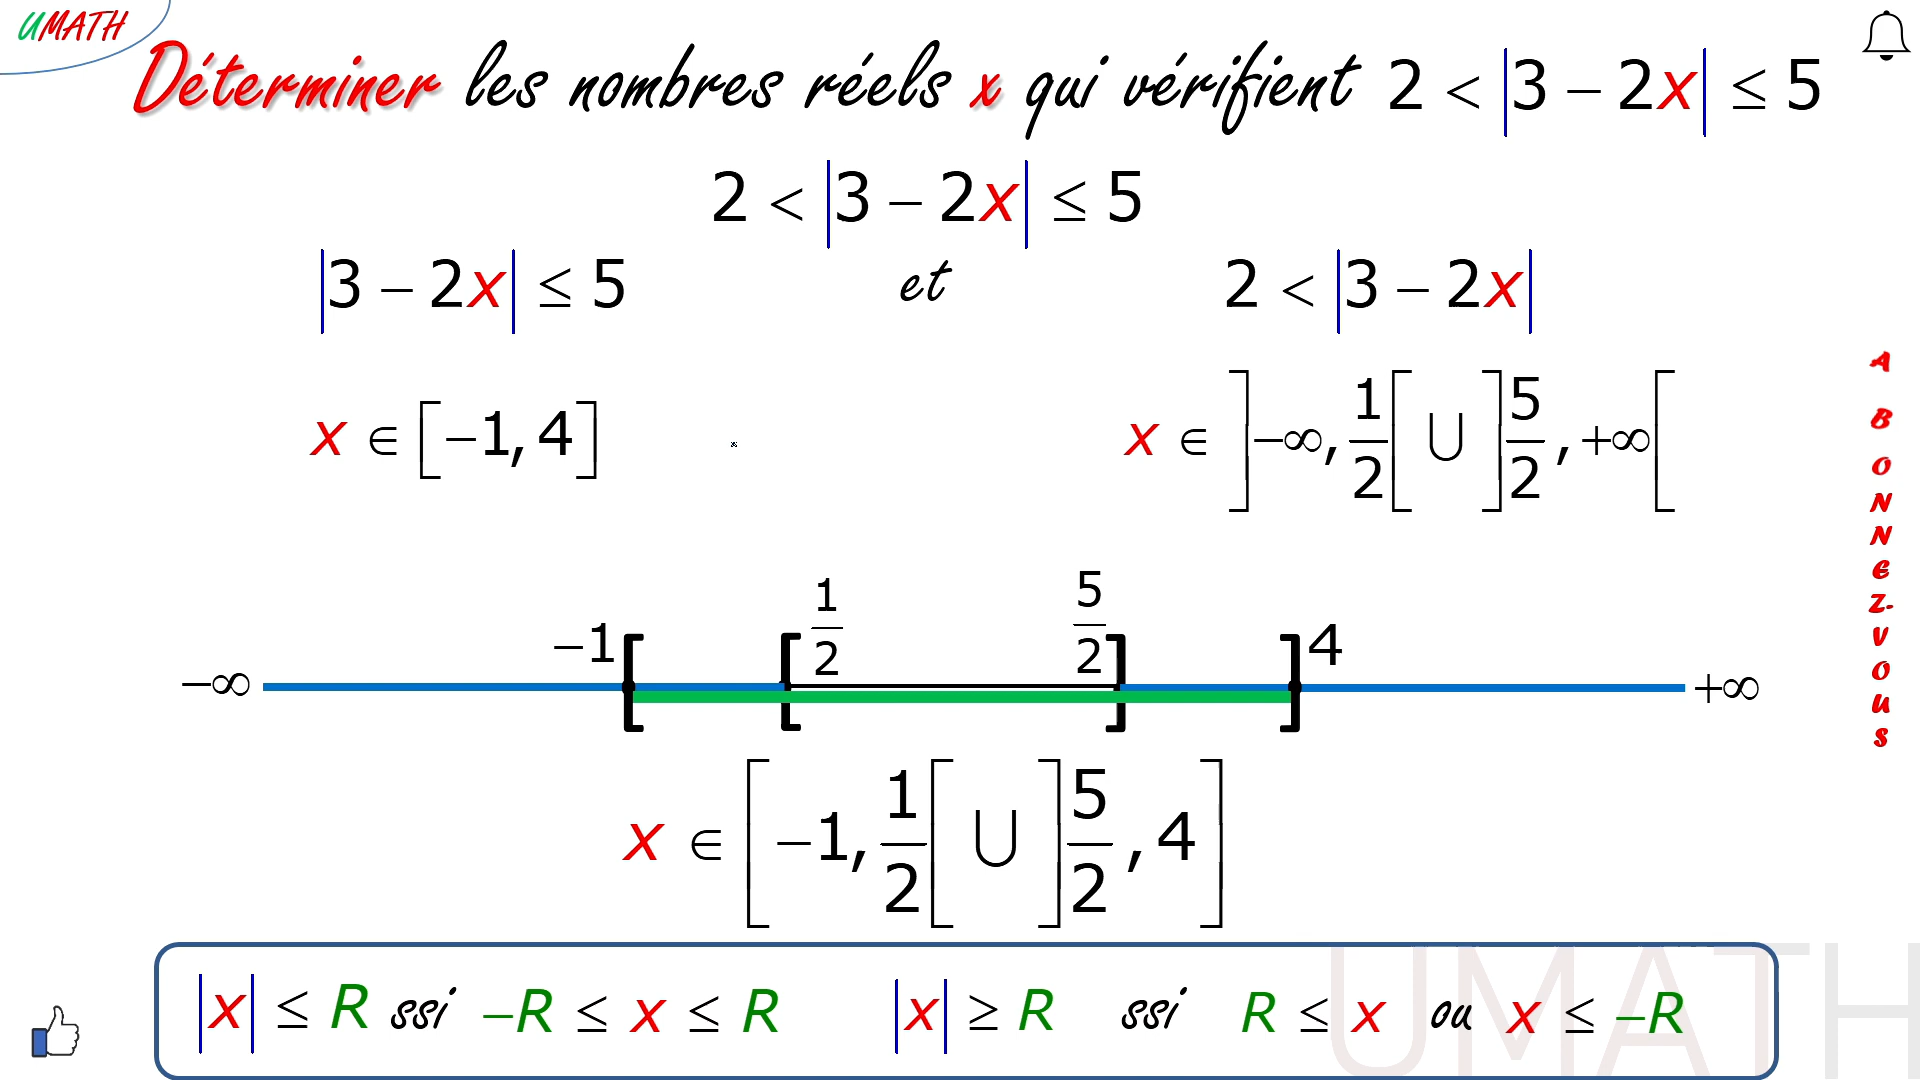 UMATH
Déterminer les nombres réels x qui vérifient 2 < |3 − 2x| ≤ 5
2 < |3 − 2x| ≤ 5
|3 − 2x| ≤ 5 et 2 < |3 − 2x|
x ∈ [−1, 4] x ∈ ]−∞, 1/2[ ∪ ]5/2, +∞[
−∞ −1 [ [ 1/2 5/2 ] ] 4 +∞
x ∈ [−1, 1/2[ ∪ ]5/2, 4]
|x| ≤ R ssi −R ≤ x ≤ R |x| ≥ R ssi R ≤ x ou x ≤ −R
UMATH
ABONNEZ-VOUS